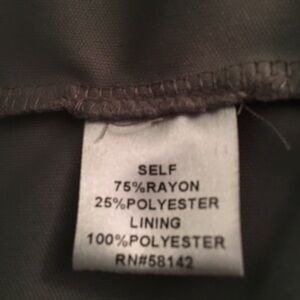 SELF
75%RAYON
25%POLYESTER
LINING
100%POLYESTER
RN#58142